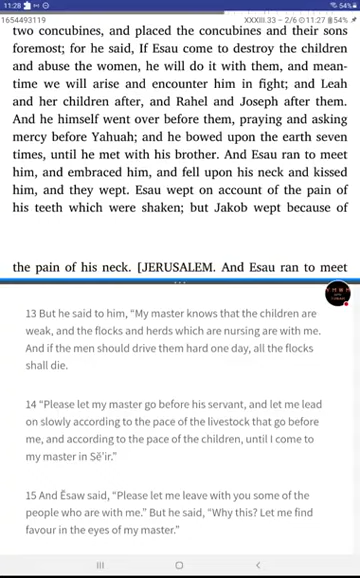 11:28
54%
1654493119
XXXIII.33 – 2/6 11:27 54%
two concubines, and placed the concubines and their sons
foremost; for he said, If Esau come to destroy the children
and abuse the women, he will do it with them, and mean-
time we will arise and encounter him in fight; and Leah
and her children after, and Rahel and Joseph after them.
And he himself went over before them, praying and asking
mercy before Yahuah; and he bowed upon the earth seven
times, until he met with his brother. And Esau ran to meet
him, and embraced him, and fell upon his neck and kissed
him, and they wept. Esau wept on account of the pain of
his teeth which were shaken; but Jakob wept because of
the pain of his neck. [JERUSALEM. And Esau ran to meet
13 But he said to him, “My master knows that the children are
weak, and the flocks and herds which are nursing are with me.
And if the men should drive them hard one day, all the flocks
shall die.
14 “Please let my master go before his servant, and let me lead
on slowly according to the pace of the livestock that go before
me, and according to the pace of the children, until I come to
my master in Sĕʽir.”
15 And Ěsaw said, “Please let me leave with you some of the
people who are with me.” But he said, “Why this? Let me find
favour in the eyes of my master.”